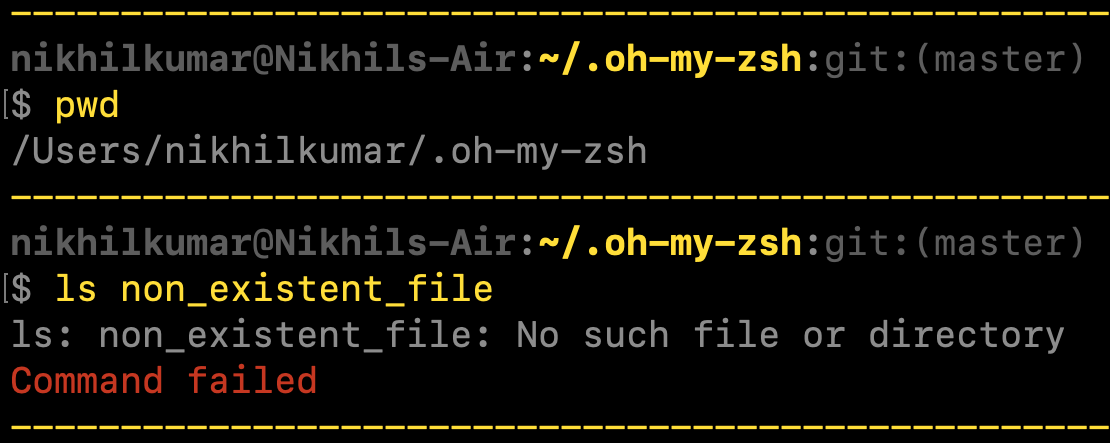 ------------------------------------------------
nikhilkumar@Nikhils-Air:~/.oh-my-zsh:git:(master)
[$ pwd
/Users/nikhilkumar/.oh-my-zsh
------------------------------------------------
nikhilkumar@Nikhils-Air:~/.oh-my-zsh:git:(master)
[$ ls non_existent_file
ls: non_existent_file: No such file or directory
Command failed
------------------------------------------------